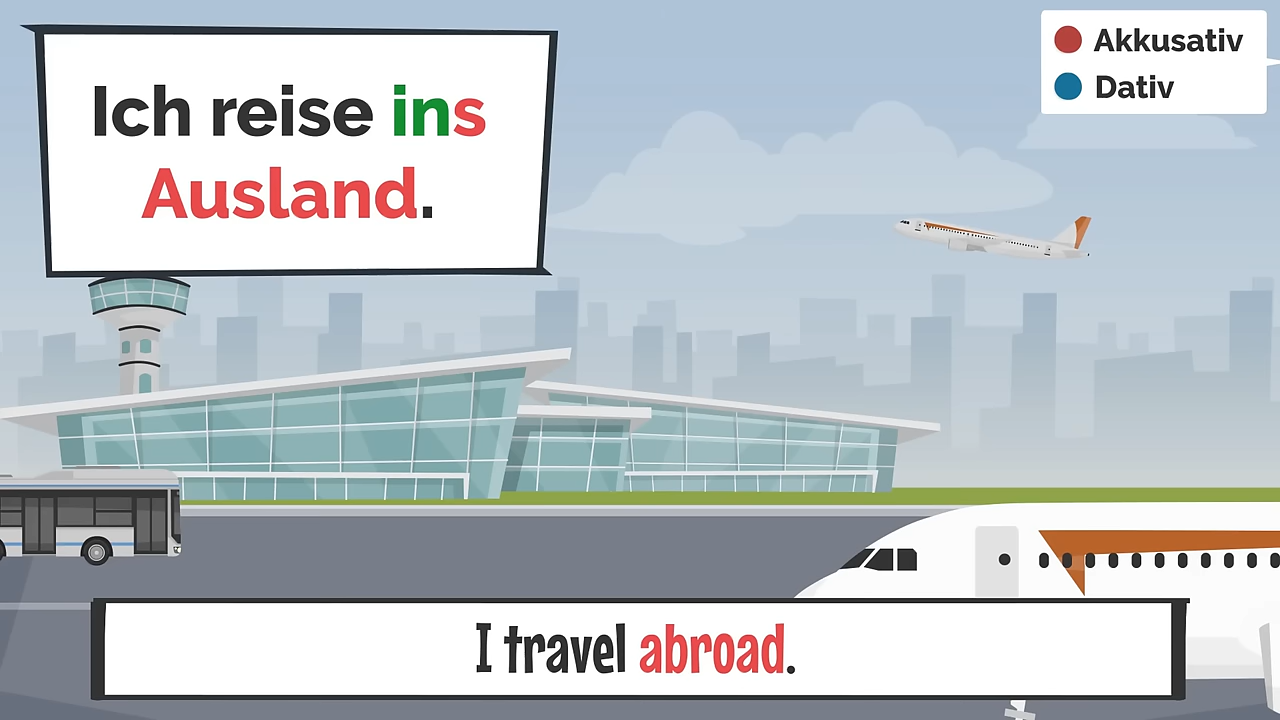 Ich reise ins
Ausland.
Akkusativ
Dativ
I travel abroad.